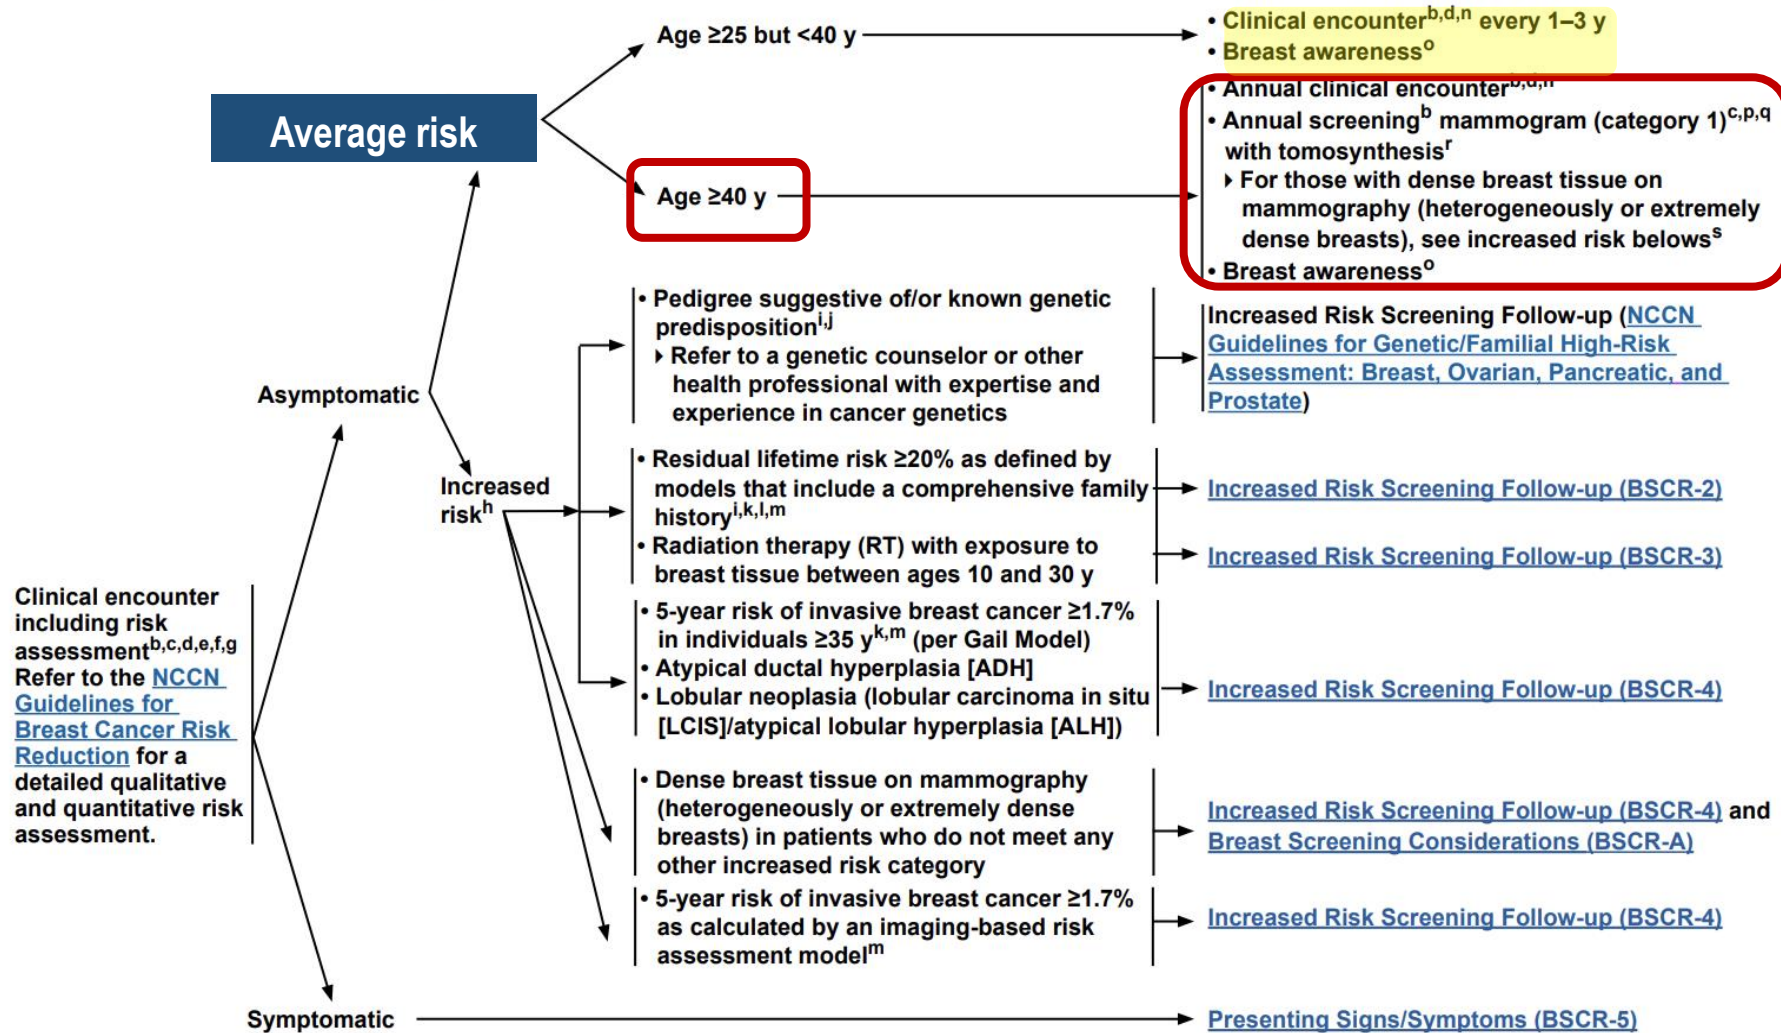 Age ≥25 but <40 y
• Clinical encounterb,d,n every 1–3 y
• Breast awarenesso
Average risk
Age ≥40 y
• Annual clinical encounterb,d,n
• Annual screeningb mammogram (category 1)c,p,q
with tomosynthesisr
▸ For those with dense breast tissue on
mammography (heterogeneously or extremely
dense breasts), see increased risk belows
• Breast awarenesso
Asymptomatic
Increased
riskh
• Pedigree suggestive of/or known genetic
predispositioni,j
▸ Refer to a genetic counselor or other
health professional with expertise and
experience in cancer genetics
Increased Risk Screening Follow-up (NCCN
Guidelines for Genetic/Familial High-Risk
Assessment: Breast, Ovarian, Pancreatic, and
Prostate)
• Residual lifetime risk ≥20% as defined by
models that include a comprehensive family
historyi,k,l,m
• Radiation therapy (RT) with exposure to
breast tissue between ages 10 and 30 y
Increased Risk Screening Follow-up (BSCR-2)
Increased Risk Screening Follow-up (BSCR-3)
• 5-year risk of invasive breast cancer ≥1.7%
in individuals ≥35 yk,m (per Gail Model)
• Atypical ductal hyperplasia [ADH]
• Lobular neoplasia (lobular carcinoma in situ
[LCIS]/atypical lobular hyperplasia [ALH])
Increased Risk Screening Follow-up (BSCR-4)
• Dense breast tissue on mammography
(heterogeneously or extremely dense
breasts) in patients who do not meet any
other increased risk category
Increased Risk Screening Follow-up (BSCR-4) and
Breast Screening Considerations (BSCR-A)
• 5-year risk of invasive breast cancer ≥1.7%
as calculated by an imaging-based risk
assessment modelm
Increased Risk Screening Follow-up (BSCR-4)
Clinical encounter
including risk
assessmentb,c,d,e,f,g
Refer to the NCCN
Guidelines for
Breast Cancer Risk
Reduction for a
detailed qualitative
and quantitative risk
assessment.
Symptomatic
Presenting Signs/Symptoms (BSCR-5)